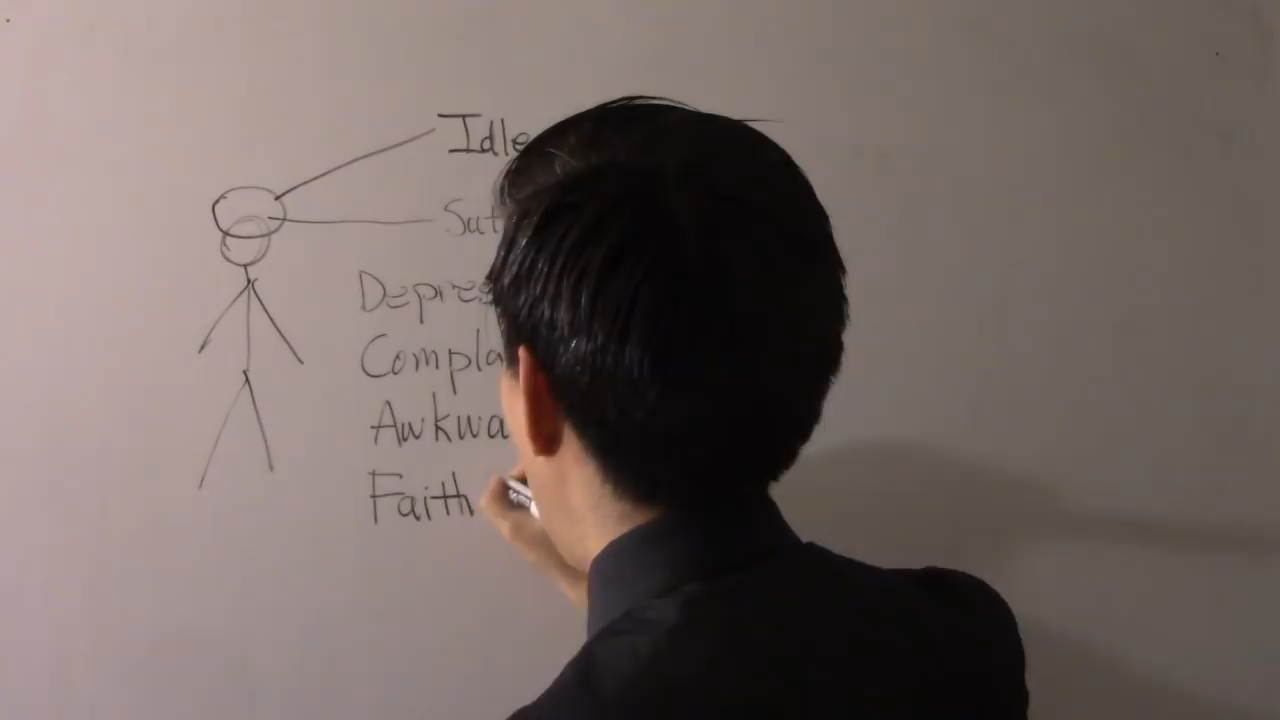 Idle
Sat
Depres
Compla
Awkwa
Faith